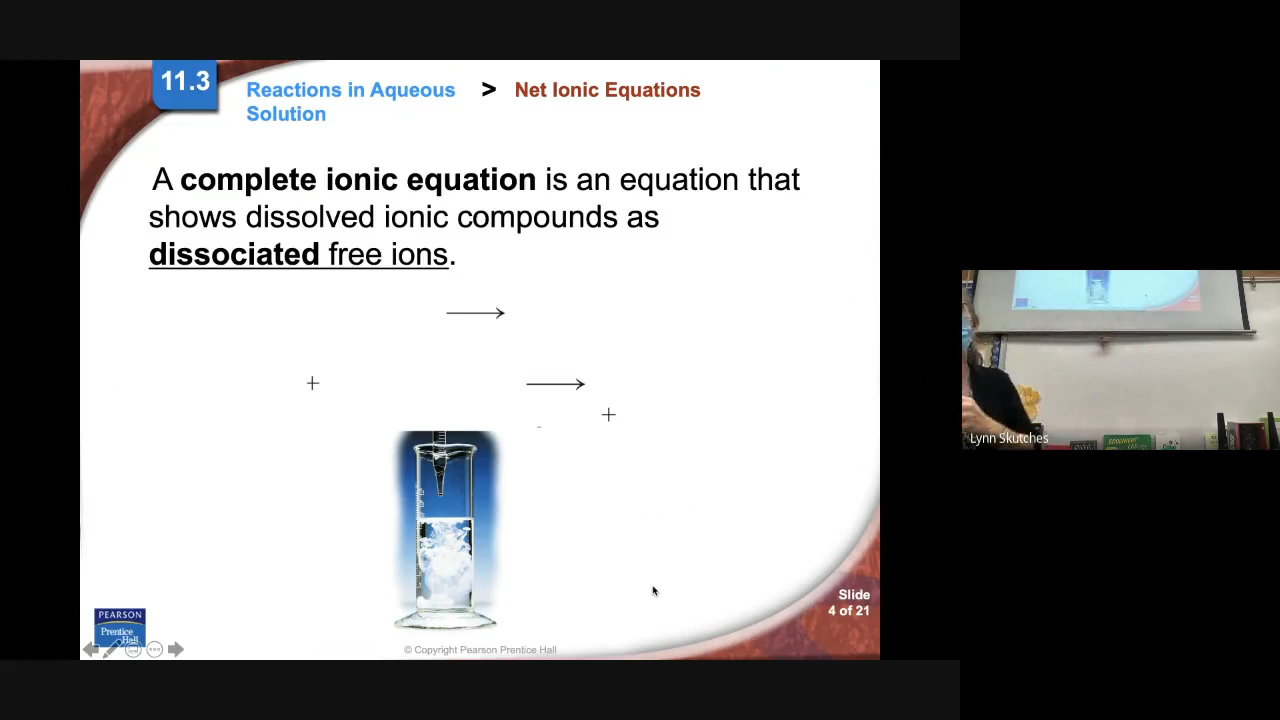 11.3
Reactions in Aqueous
Solution
> Net Ionic Equations
A complete ionic equation is an equation that
shows dissolved ionic compounds as
dissociated free ions.
→
+ →
+
Slide
4 of 21
PEARSON
Prentice
Hall
© Copyright Pearson Prentice Hall
Lynn Skutches